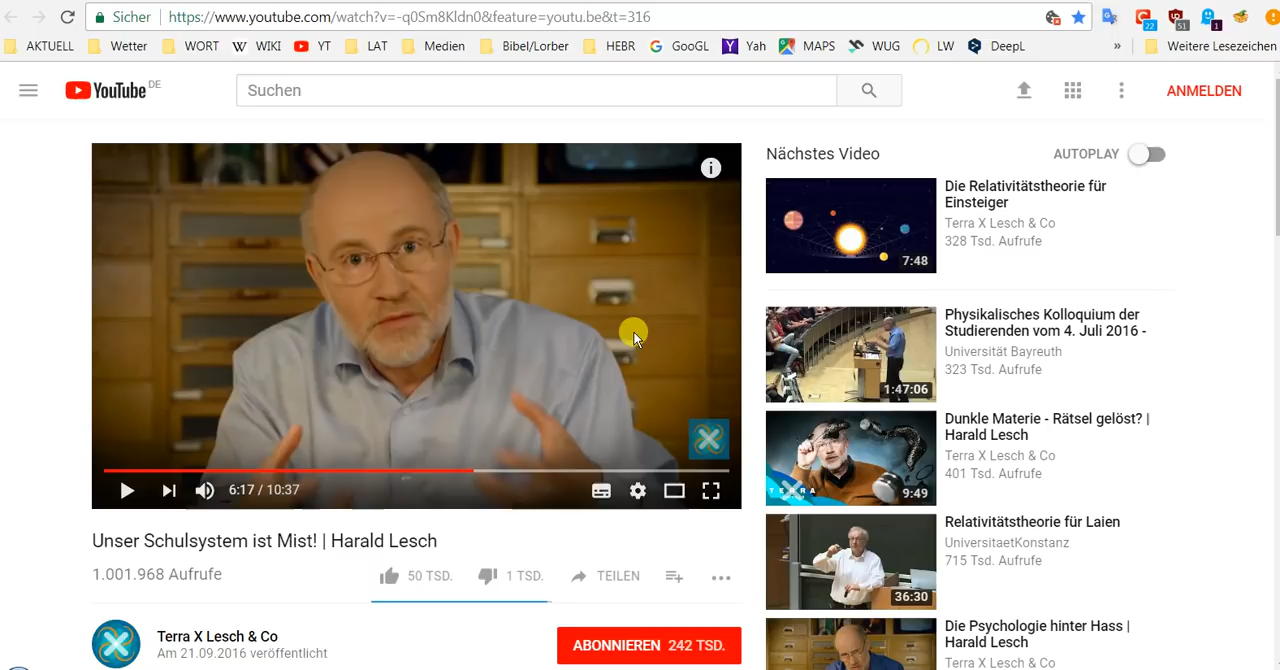 Sicher
https://www.youtube.com/watch?v=-q0Sm8Kldn0&feature=youtu.be&t=316
22
51
1
AKTUELL Wetter WORT WIKI YT LAT Medien Bibel/Lorber HEBR GooGL Yah MAPS WUG LW DeepL » Weitere Lesezeichen
YouTube DE
Suchen
ANMELDEN
Nächstes Video
AUTOPLAY
6:17 / 10:37
Unser Schulsystem ist Mist! | Harald Lesch
1.001.968 Aufrufe
50 TSD.
1 TSD.
TEILEN
Terra X Lesch & Co
Am 21.09.2016 veröffentlicht
ABONNIEREN 242 TSD.
7:48
Die Relativitätstheorie für
Einsteiger
Terra X Lesch & Co
328 Tsd. Aufrufe
1:47:06
Physikalisches Kolloquium der
Studierenden vom 4. Juli 2016 -
Universität Bayreuth
323 Tsd. Aufrufe
TERRA
9:49
Dunkle Materie - Rätsel gelöst? |
Harald Lesch
Terra X Lesch & Co
401 Tsd. Aufrufe
36:30
Relativitätstheorie für Laien
UniversitaetKonstanz
715 Tsd. Aufrufe
Die Psychologie hinter Hass |
Harald Lesch
Terra X Lesch & Co